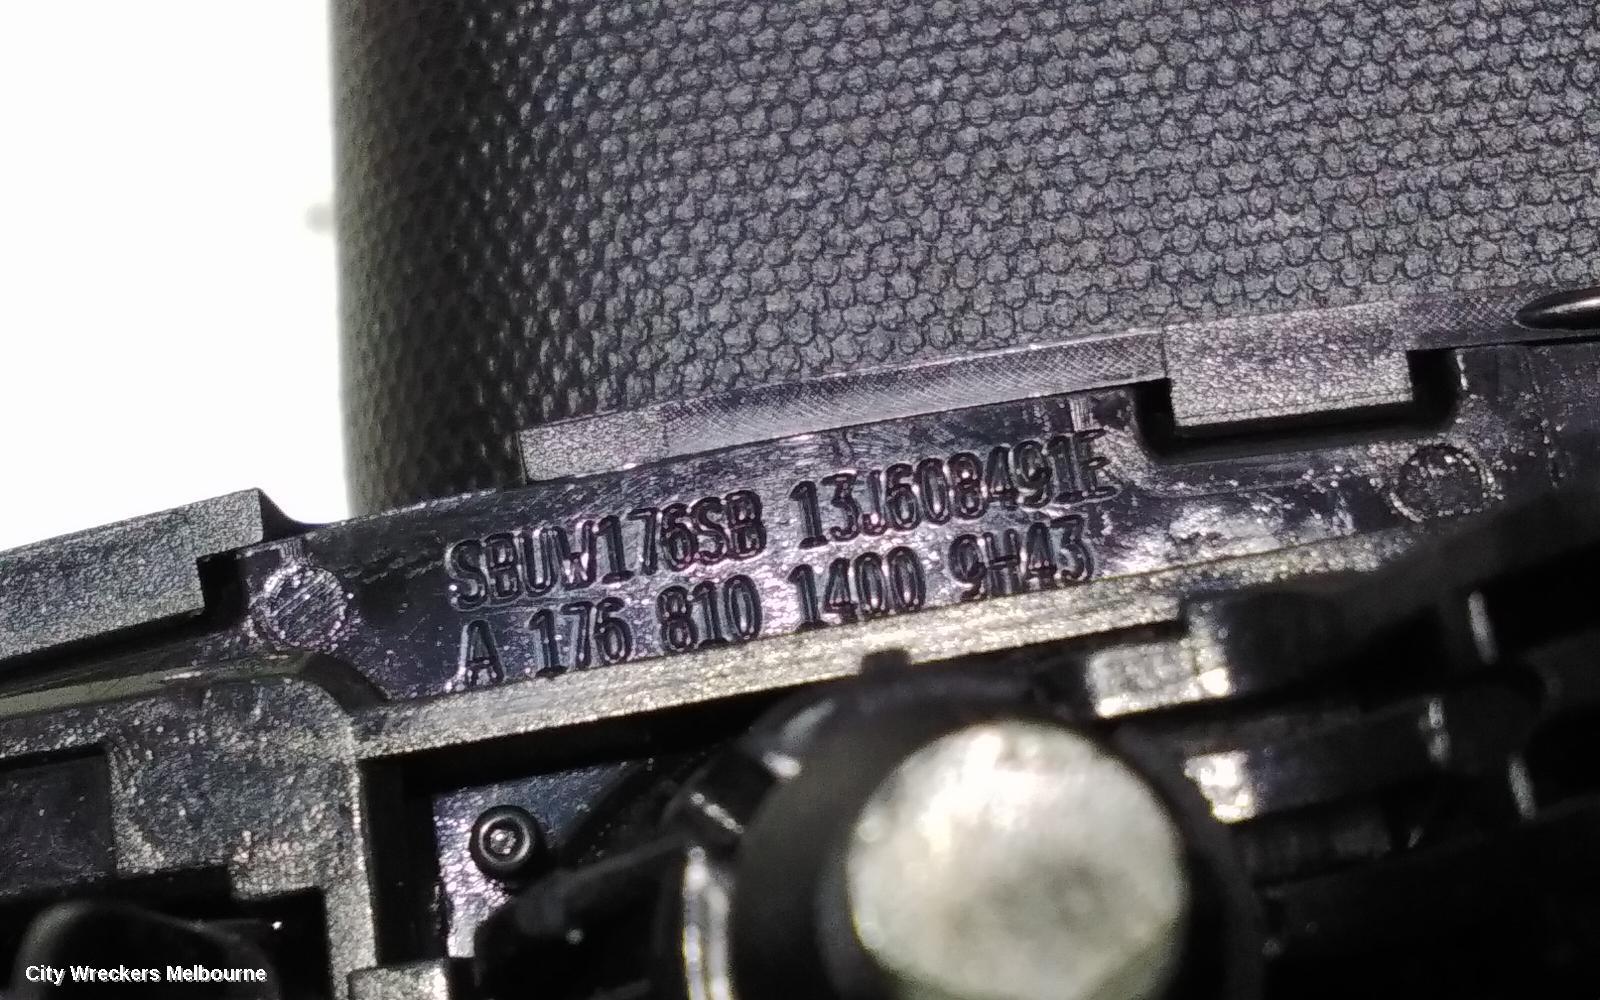 SBUW176SB 13J608491E
A 176 810 1400 9H43
City Wreckers Melbourne